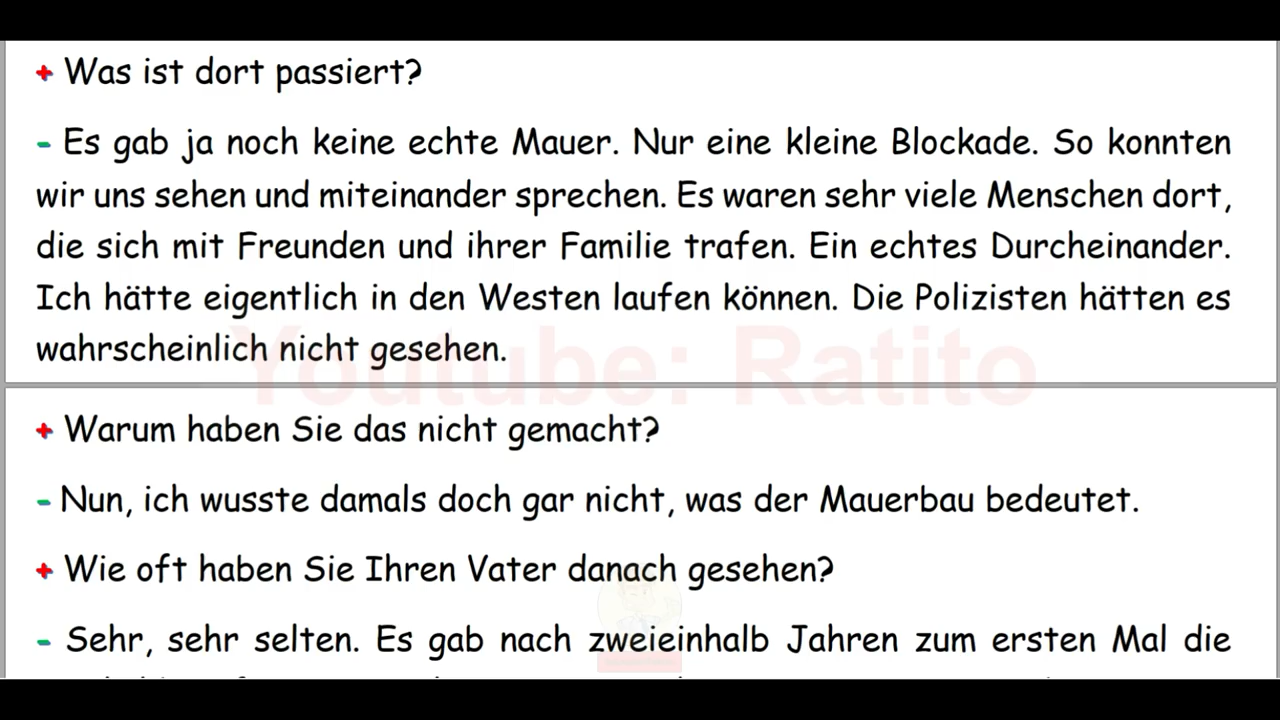 + Was ist dort passiert?
- Es gab ja noch keine echte Mauer. Nur eine kleine Blockade. So konnten
wir uns sehen und miteinander sprechen. Es waren sehr viele Menschen dort,
die sich mit Freunden und ihrer Familie trafen. Ein echtes Durcheinander.
Ich hätte eigentlich in den Westen laufen können. Die Polizisten hätten es
wahrscheinlich nicht gesehen.
Youtube: Ratito
+ Warum haben Sie das nicht gemacht?
- Nun, ich wusste damals doch gar nicht, was der Mauerbau bedeutet.
+ Wie oft haben Sie Ihren Vater danach gesehen?
- Sehr, sehr selten. Es gab nach zweieinhalb Jahren zum ersten Mal die